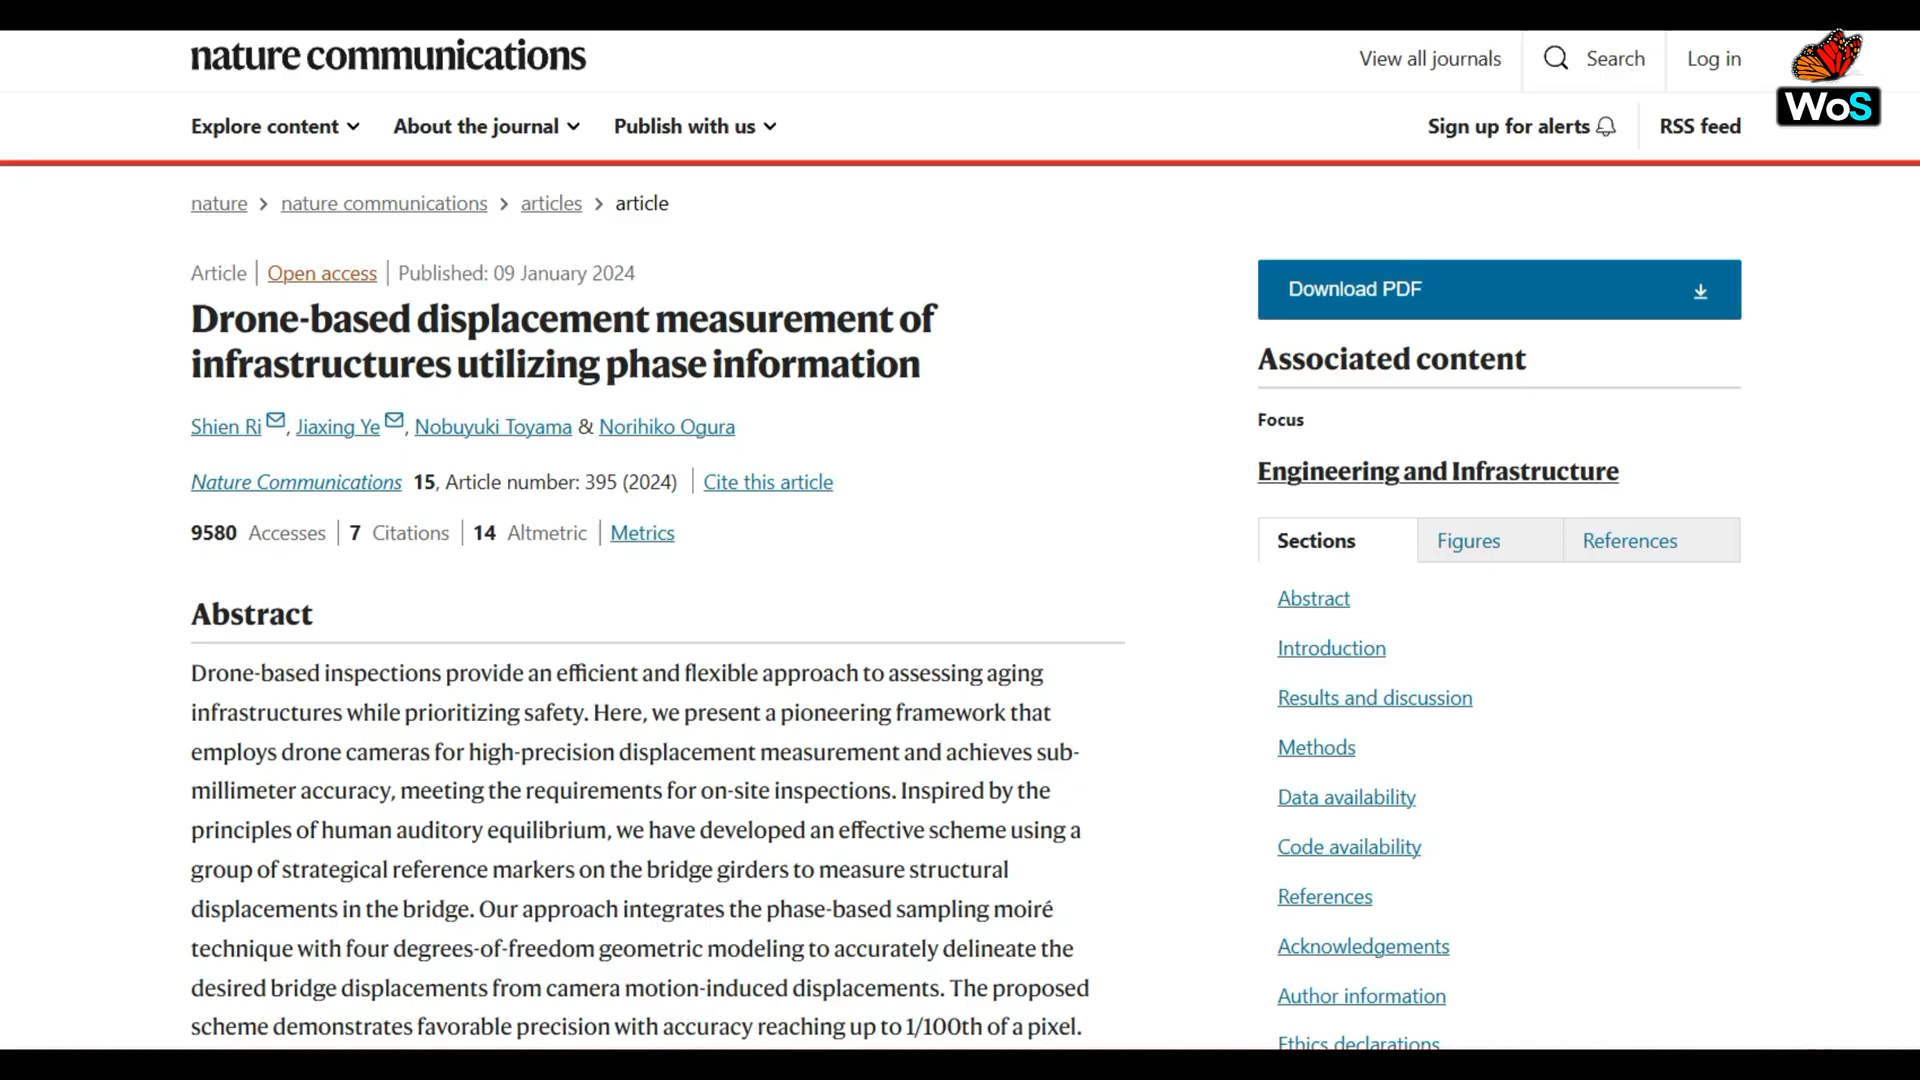 nature communications
View all journals
Search
Log in
WoS
Explore content
About the journal
Publish with us
Sign up for alerts
RSS feed
nature > nature communications > articles > article
Article | Open access | Published: 09 January 2024
Drone-based displacement measurement of
infrastructures utilizing phase information
Shien Ri, Jiaxing Ye, Nobuyuki Toyama & Norihiko Ogura
Nature Communications 15, Article number: 395 (2024) | Cite this article
9580 Accesses | 7 Citations | 14 Altmetric | Metrics
Abstract
Drone-based inspections provide an efficient and flexible approach to assessing aging
infrastructures while prioritizing safety. Here, we present a pioneering framework that
employs drone cameras for high-precision displacement measurement and achieves sub-
millimeter accuracy, meeting the requirements for on-site inspections. Inspired by the
principles of human auditory equilibrium, we have developed an effective scheme using a
group of strategical reference markers on the bridge girders to measure structural
displacements in the bridge. Our approach integrates the phase-based sampling moiré
technique with four degrees-of-freedom geometric modeling to accurately delineate the
desired bridge displacements from camera motion-induced displacements. The proposed
scheme demonstrates favorable precision with accuracy reaching up to 1/100th of a pixel.
Download PDF
Associated content
Focus
Engineering and Infrastructure
Sections
Figures
References
Abstract
Introduction
Results and discussion
Methods
Data availability
Code availability
References
Acknowledgements
Author information
Ethics declarations